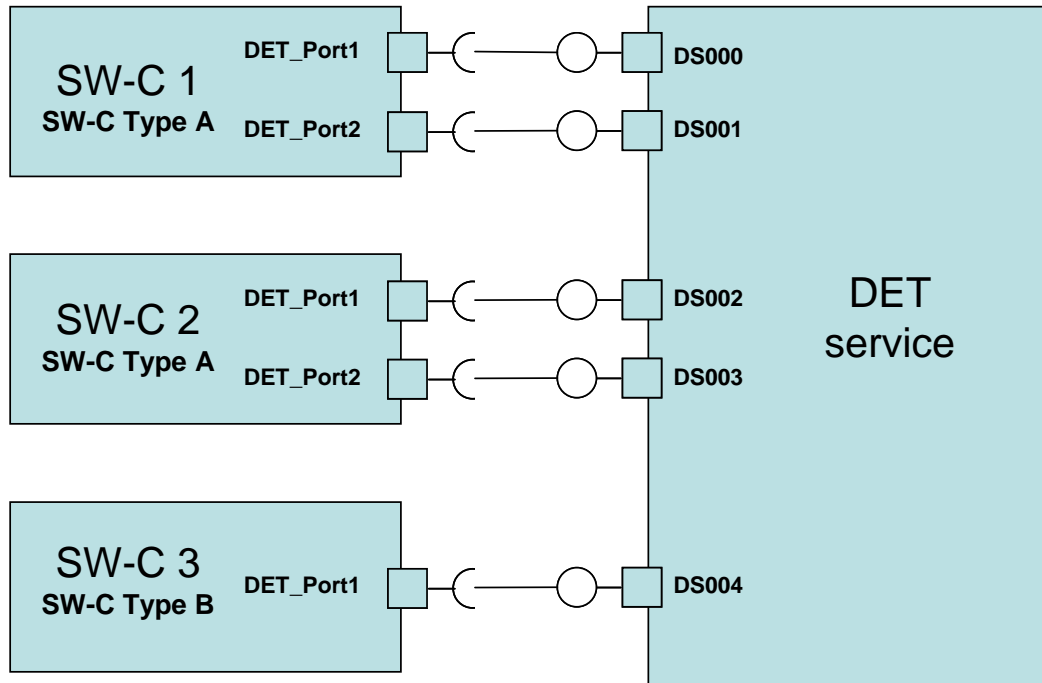 DET_Port1
DS000
SW-C 1
SW-C Type A
DET_Port2
DS001
DET_Port1
DS002
SW-C 2
SW-C Type A
DET_Port2
DS003
DET
service
SW-C 3
SW-C Type B
DET_Port1
DS004